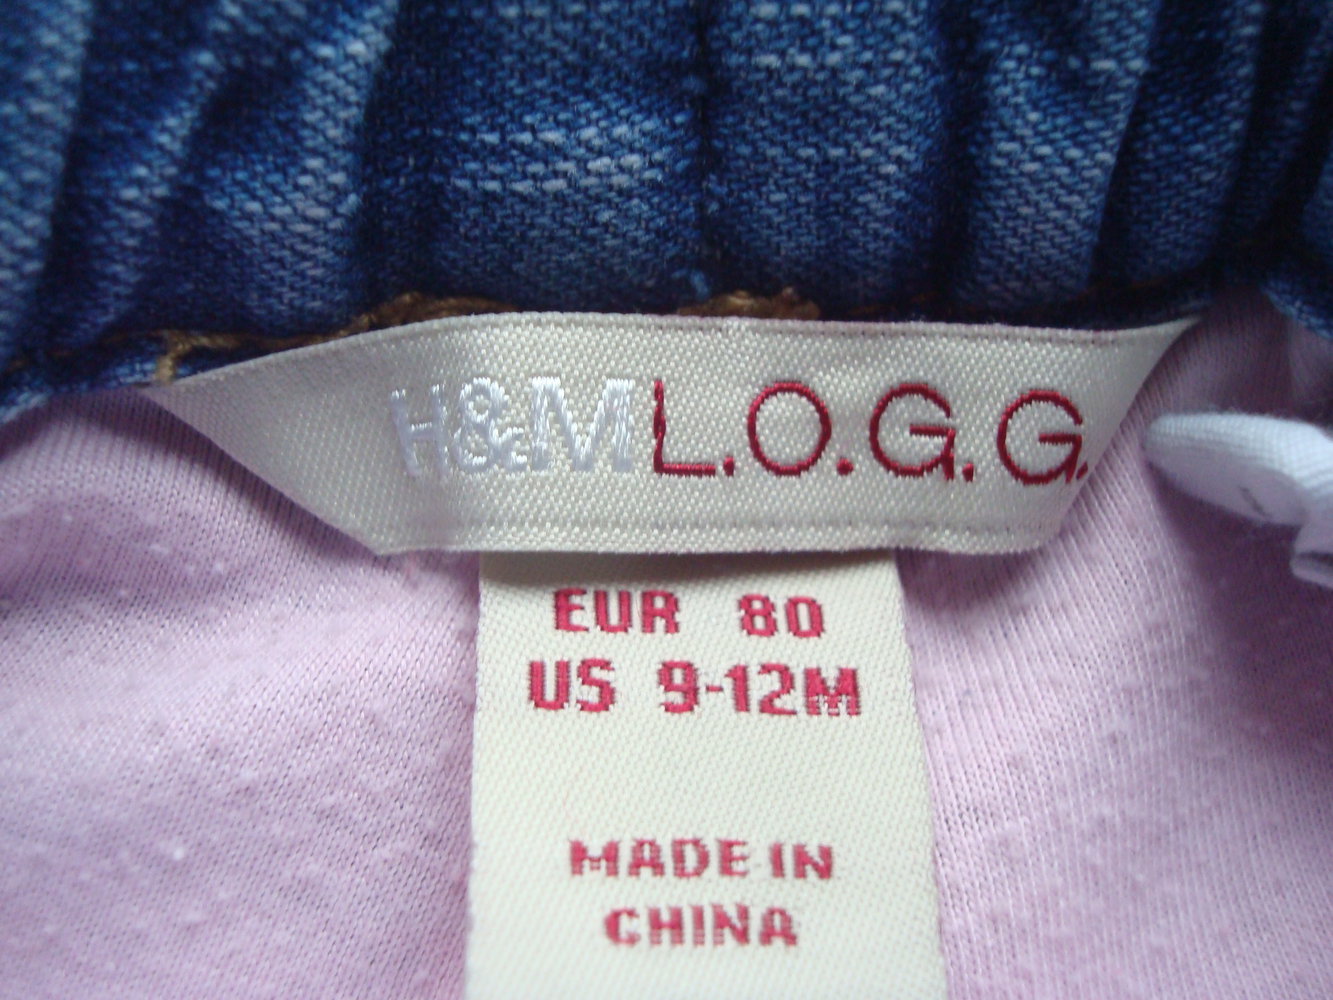 H&M L.O.G.G.
EUR 80
US 9-12M
MADE IN
CHINA